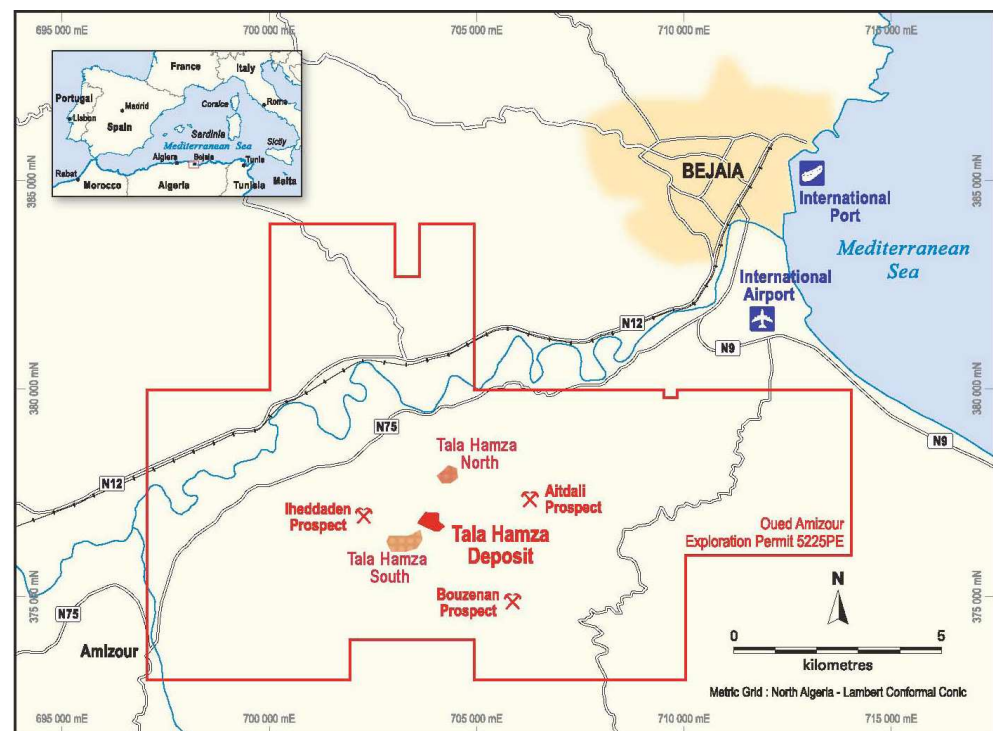 695 000 mE
700 000 mE
705 000 mE
710 000 mE
715 000 mE
France
Italy
Portugal
Madrid
Corsica
Rome
Lisbon
Spain
Sardinia
Mediterranean Sea
Sicily
Algiers
Bejaia
Tunis
Rabat
Morocco
Algeria
Tunisia
Malta
385 000 mN
385 000 mN
BEJAIA
International
Port
Mediterranean
Sea
International
Airport
N12
N9
380 000 mN
380 000 mN
N75
N9
Tala Hamza
North
N12
Iheddaden
Prospect
Aitdali
Prospect
Tala Hamza
Deposit
Oued Amizour
Exploration Permit 5225PE
Tala Hamza
South
Bouzenan
Prospect
375 000 mN
375 000 mN
N75
Amizour
N
0 5
kilometres
Metric Grid : North Algeria - Lambert Conformal Conic
695 000 mE
700 000 mE
705 000 mE
710 000 mE
715 000 mE